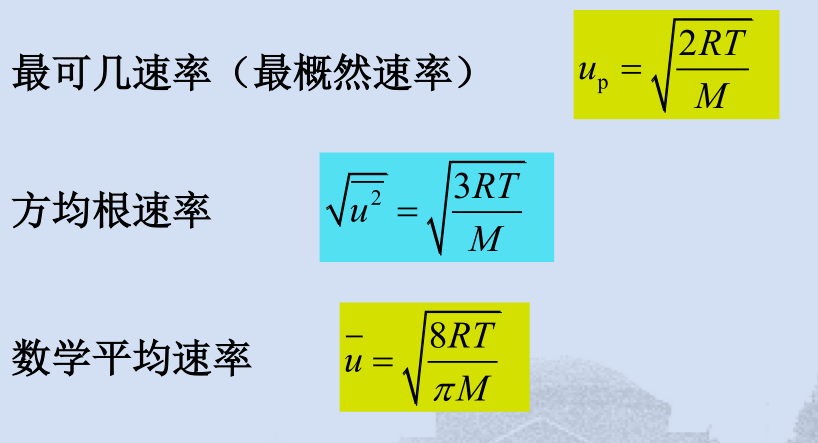 最可几速率（最概然速率） $u_{\mathrm{p}} = \sqrt{\frac{2RT}{M}}$
方均根速率 $\sqrt{\overline{u^2}} = \sqrt{\frac{3RT}{M}}$
数学平均速率 $\overline{u} = \sqrt{\frac{8RT}{\pi M}}$